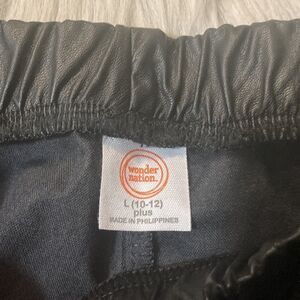 wonder
nation.
L (10-12)
plus
MADE IN PHILIPPINES